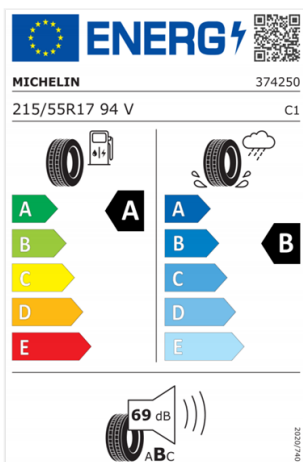 ENERG
MICHELIN 374250
215/55R17 94 V C1
A A
B
C
D
E
A
B B
C
D
E
69 dB
ABC
2020/740